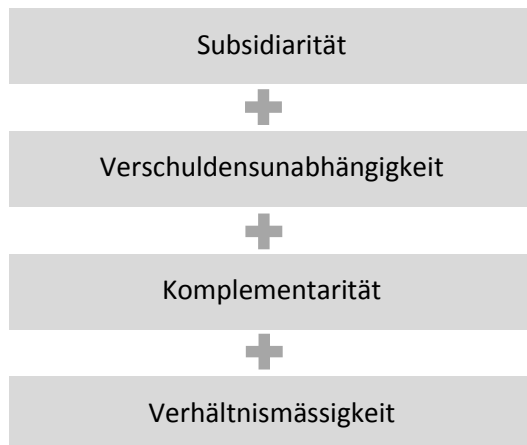 Subsidiarität
Verschuldensunabhängigkeit
Komplementarität
Verhältnismässigkeit